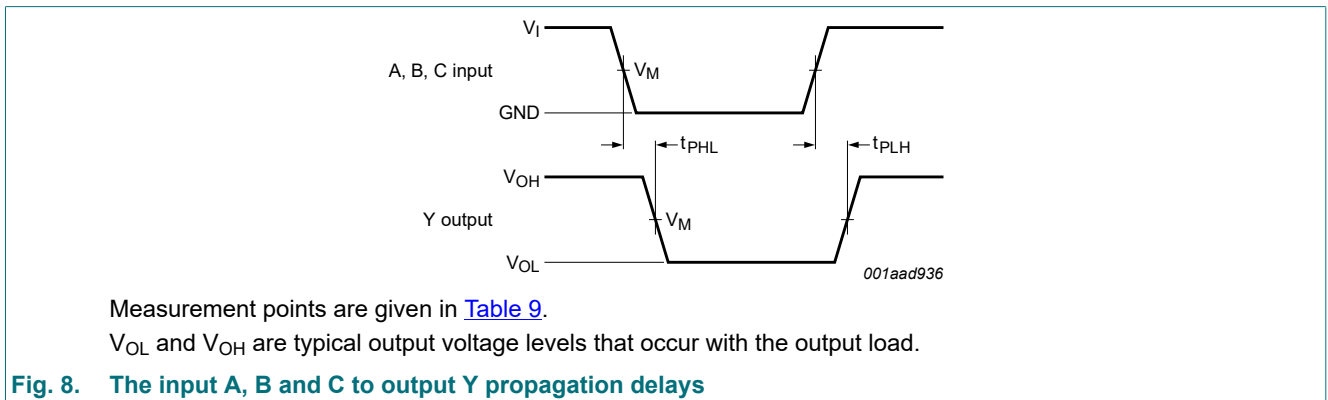 V_I
A, B, C input
V_M
GND
t_PHL
t_PLH
V_OH
Y output
V_M
V_OL
001aad936
Measurement points are given in Table 9.
V_OL and V_OH are typical output voltage levels that occur with the output load.
Fig. 8. The input A, B and C to output Y propagation delays